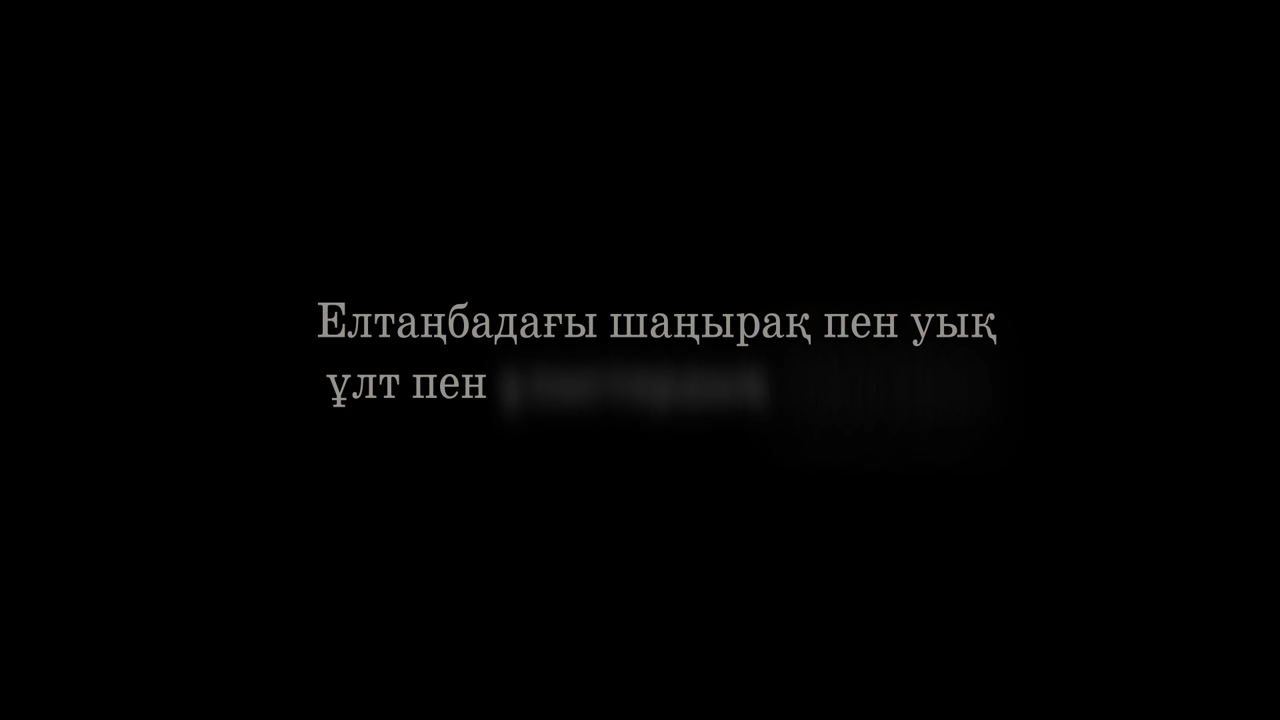 Елтаңбадағы шаңырақ пен уық
ұлт пен